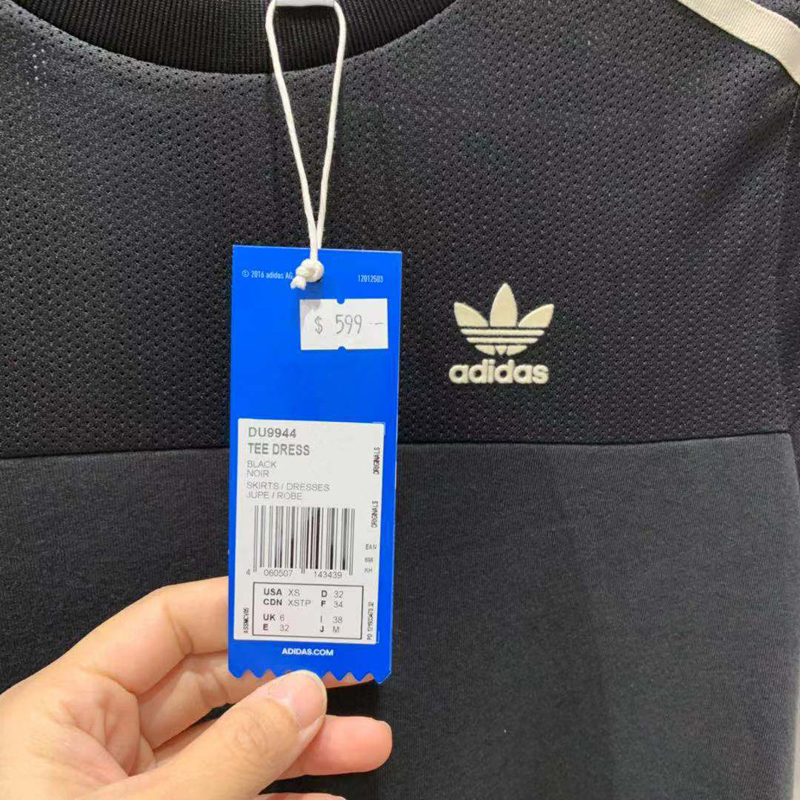 © 2016 adidas AG
12012503
$ 599 —
adidas
DU9944
TEE DRESS
BLACK
NOIR
SKIRTS / DRESSES
JUPE / ROBE
4 060507 143439
USA XS D 32
CDN XSTP F 34
UK 6 I 38
E 32 J M
ADIDAS.COM